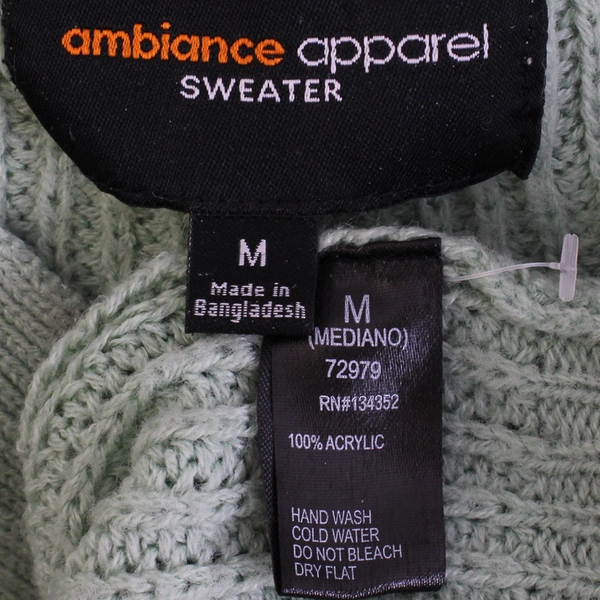 ambiance apparel
SWEATER
M
Made in
Bangladesh
M
(MEDIANO)
72979
RN#134352
100% ACRYLIC
HAND WASH
COLD WATER
DO NOT BLEACH
DRY FLAT